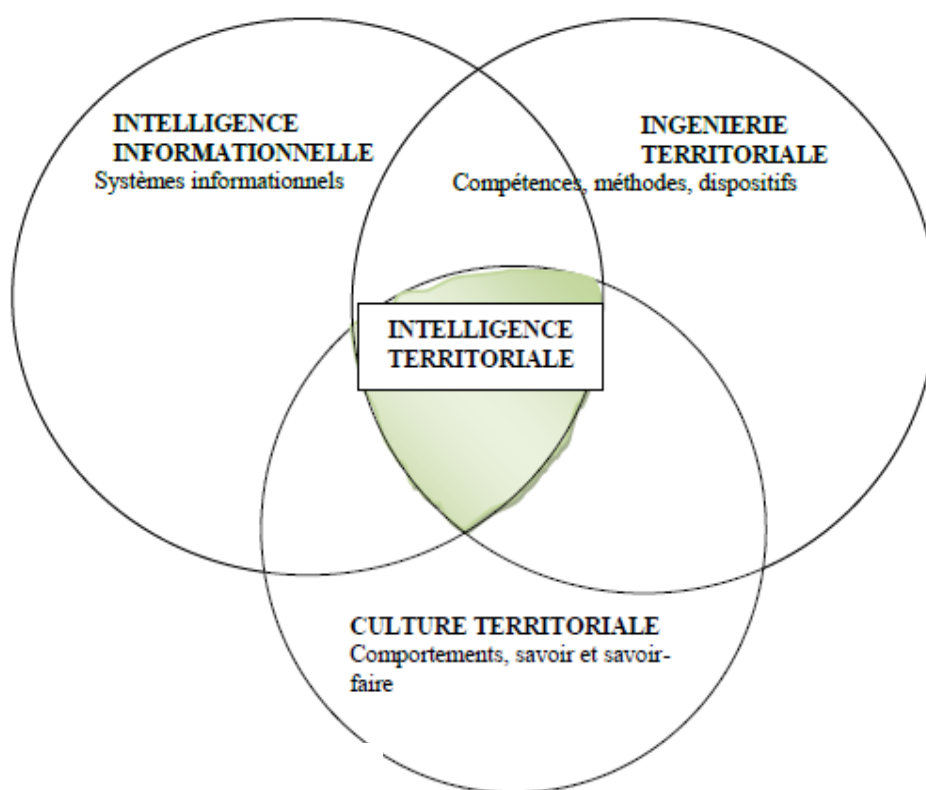 INTELLIGENCE
INFORMATIONNELLE
Systèmes informationnels
INGENIERIE
TERRITORIALE
Compétences, méthodes, dispositifs
INTELLIGENCE
TERRITORIALE
CULTURE TERRITORIALE
Comportements, savoir et savoir-
faire